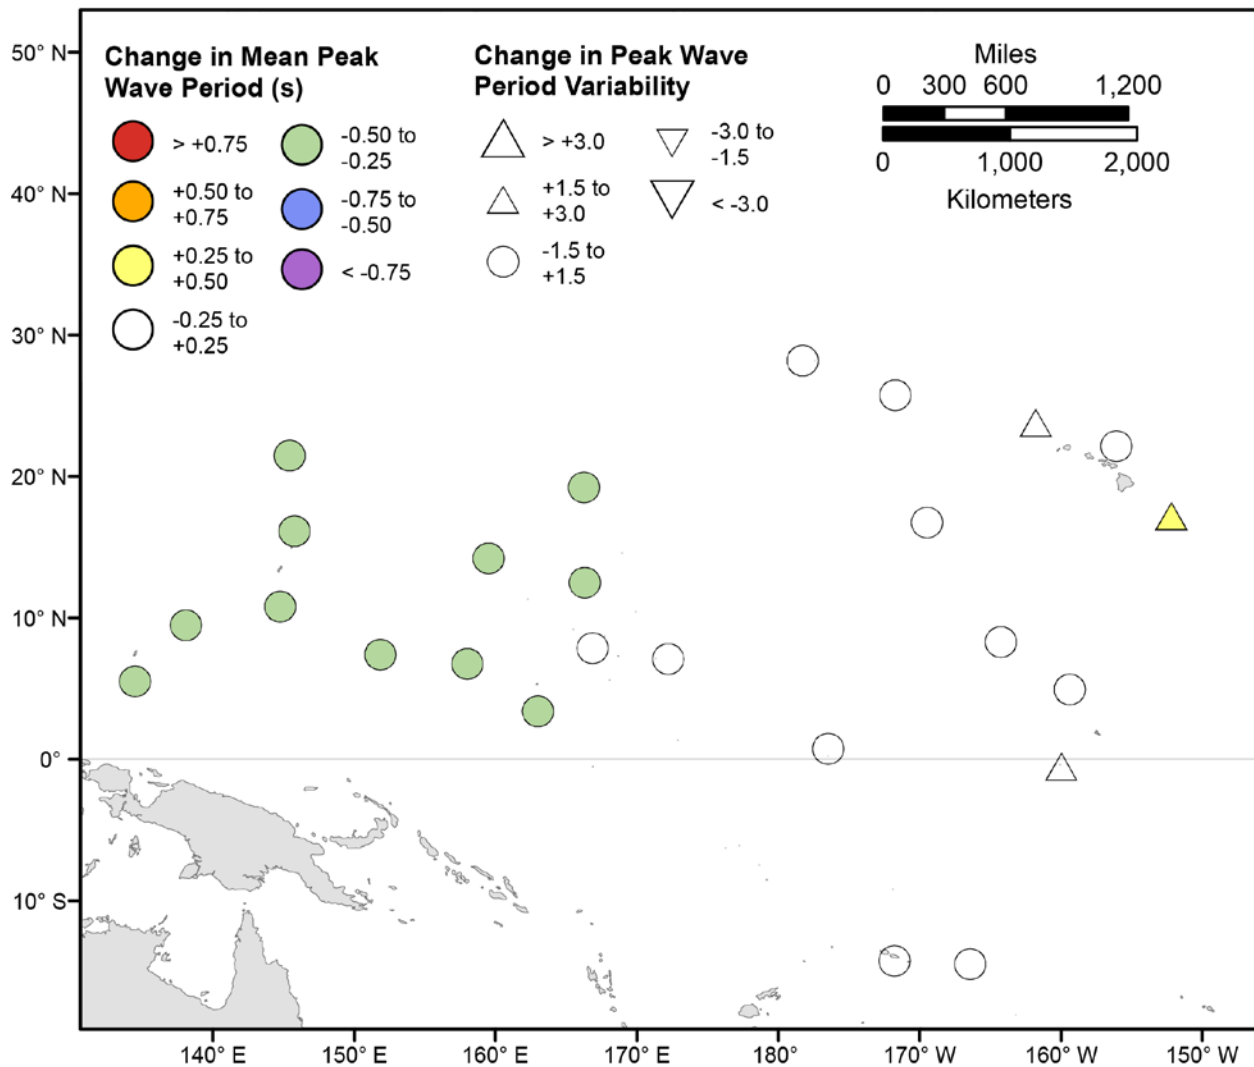 Change in Mean Peak
Wave Period (s)
> +0.75
+0.50 to
+0.75
+0.25 to
+0.50
-0.25 to
+0.25
-0.50 to
-0.25
-0.75 to
-0.50
< -0.75
Change in Peak Wave
Period Variability
> +3.0
+1.5 to
+3.0
-1.5 to
+1.5
-3.0 to
-1.5
< -3.0
Miles
0 300 600 1,200
0 1,000 2,000
Kilometers
50° N
40° N
30° N
20° N
10° N
0°
10° S
140° E 150° E 160° E 170° E 180° 170° W 160° W 150° W